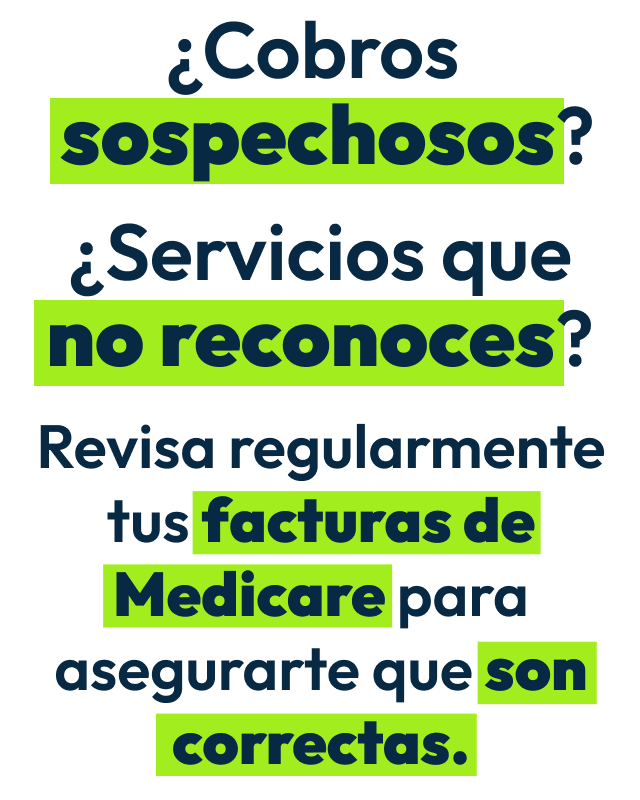 ¿Cobros
sospechosos?
¿Servicios que
no reconoces?
Revisa regularmente
tus facturas de
Medicare para
asegurarte que son
correctas.